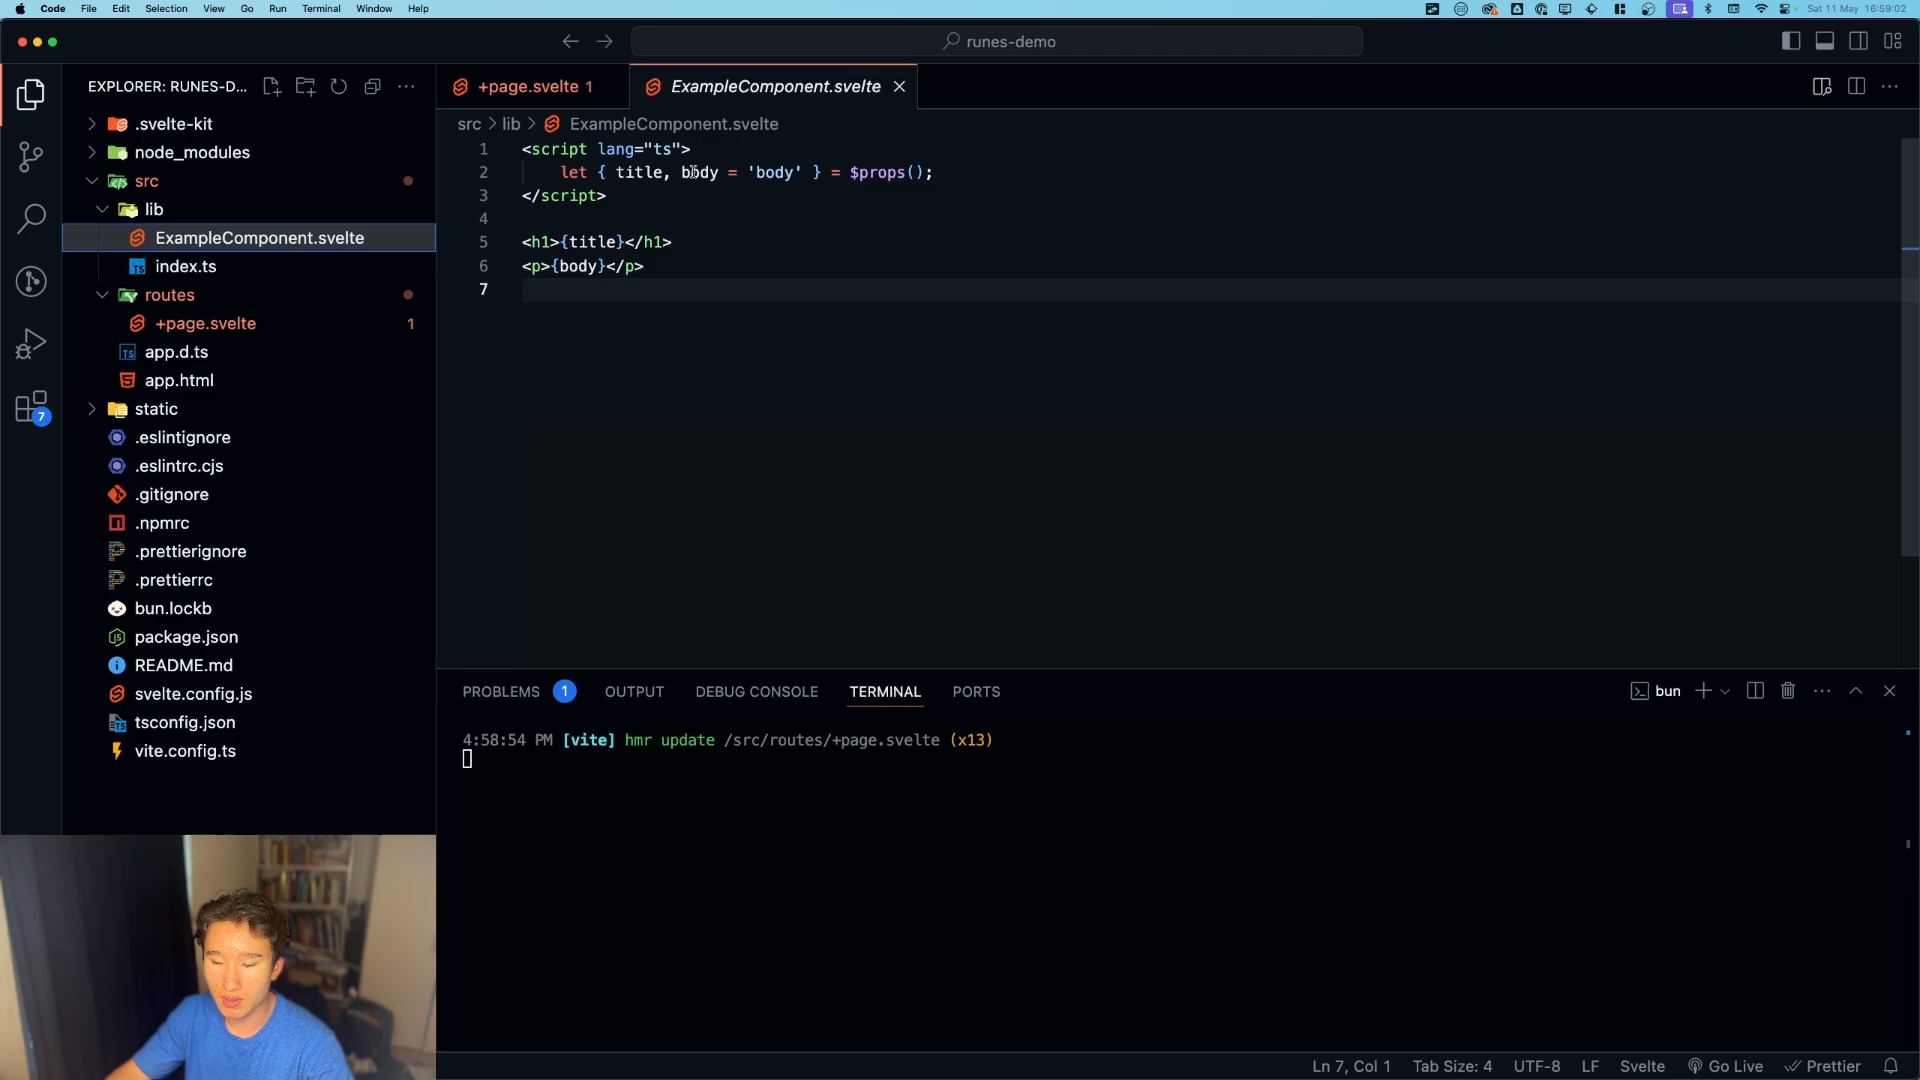 Code File Edit Selection View Go Run Terminal Window Help
Sat 11 May 16:59:02
runes-demo
EXPLORER: RUNES-D...
+page.svelte 1
ExampleComponent.svelte
src > lib > ExampleComponent.svelte
.svelte-kit
node_modules
src
lib
ExampleComponent.svelte
index.ts
routes
+page.svelte 1
app.d.ts
app.html
static
.eslintignore
.eslintrc.cjs
.gitignore
.npmrc
.prettierignore
.prettierrc
bun.lockb
package.json
README.md
svelte.config.js
tsconfig.json
vite.config.ts
7
1 <script lang="ts">
2 let { title, body = 'body' } = $props();
3 </script>
4
5 <h1>{title}</h1>
6 <p>{body}</p>
7
PROBLEMS 1 OUTPUT DEBUG CONSOLE TERMINAL PORTS
bun
4:58:54 PM [vite] hmr update /src/routes/+page.svelte (x13)
Ln 7, Col 1 Tab Size: 4 UTF-8 LF Svelte Go Live Prettier